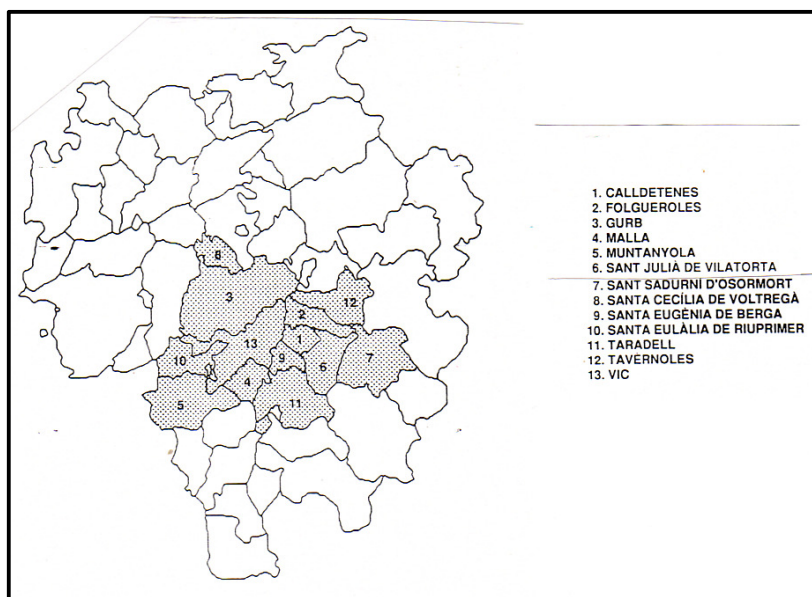 1. CALLDETENES
2. FOLGUEROLES
3. GURB
4. MALLA
5. MUNTANYOLA
6. SANT JULIÀ DE VILATORTA
7. SANT SADURNÍ D'OSORMORT
8. SANTA CECÍLIA DE VOLTREGÀ
9. SANTA EUGÈNIA DE BERGA
10. SANTA EULÀLIA DE RIUPRIMER
11. TARADELL
12. TAVÈRNOLES
13. VIC
8
3
12
2
13
1
10
9
6
7
4
5
11